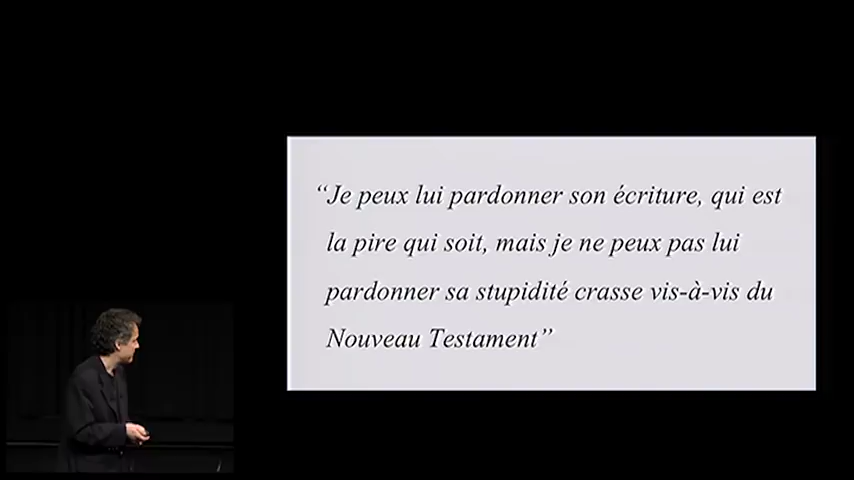 “Je peux lui pardonner son écriture, qui est
la pire qui soit, mais je ne peux pas lui
pardonner sa stupidité crasse vis-à-vis du
Nouveau Testament”